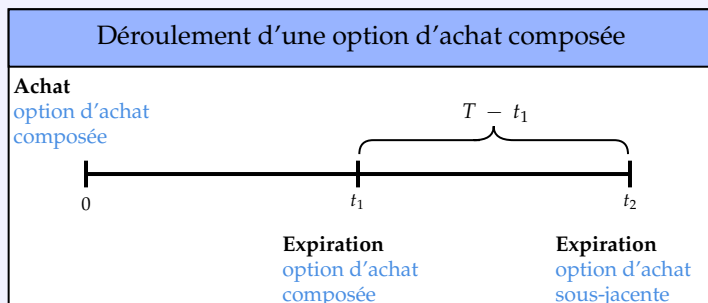 Déroulement d'une option d'achat composée
Achat
option d'achat
composée
T − t₁
0
t₁
t₂
Expiration
option d'achat
composée
Expiration
option d'achat
sous-jacente